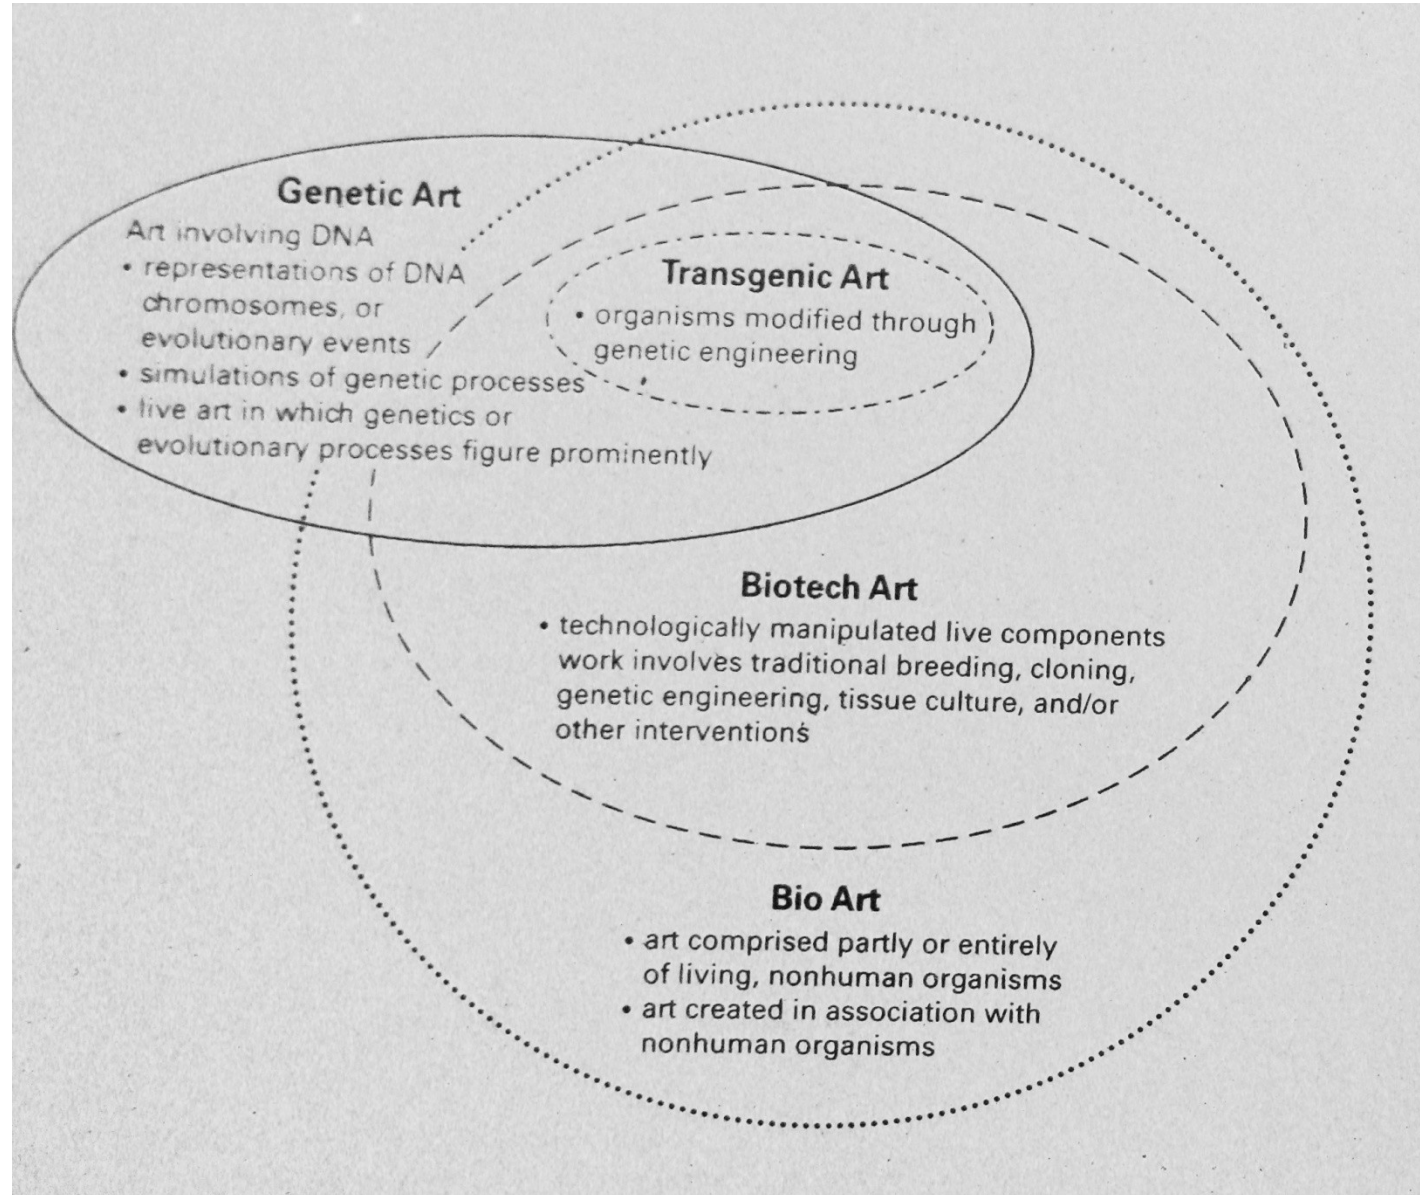 Genetic Art
Art involving DNA
• representations of DNA
chromosomes, or
evolutionary events
• simulations of genetic processes
• live art in which genetics or
evolutionary processes figure prominently
Transgenic Art
• organisms modified through
genetic engineering
Biotech Art
• technologically manipulated live components
work involves traditional breeding, cloning,
genetic engineering, tissue culture, and/or
other interventions
Bio Art
• art comprised partly or entirely
of living, nonhuman organisms
• art created in association with
nonhuman organisms